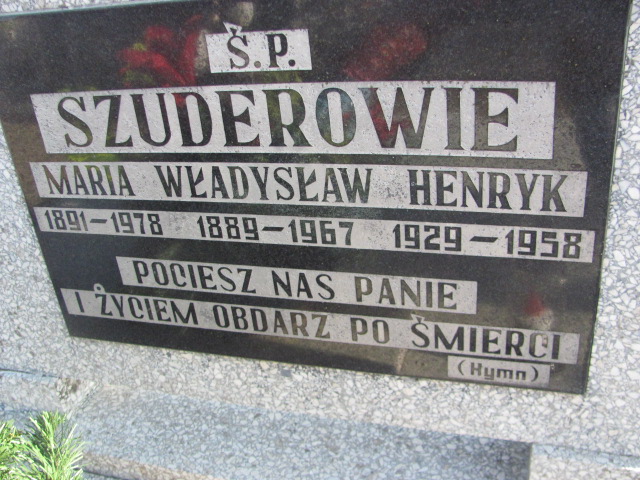 Ś.P.
SZUDEROWIE
MARIA WŁADYSŁAW HENRYK
1891-1978 1889-1967 1929-1958
POCIESZ NAS PANIE
I ŻYCIEM OBDARZ PO ŚMIERCI
(Hymn)